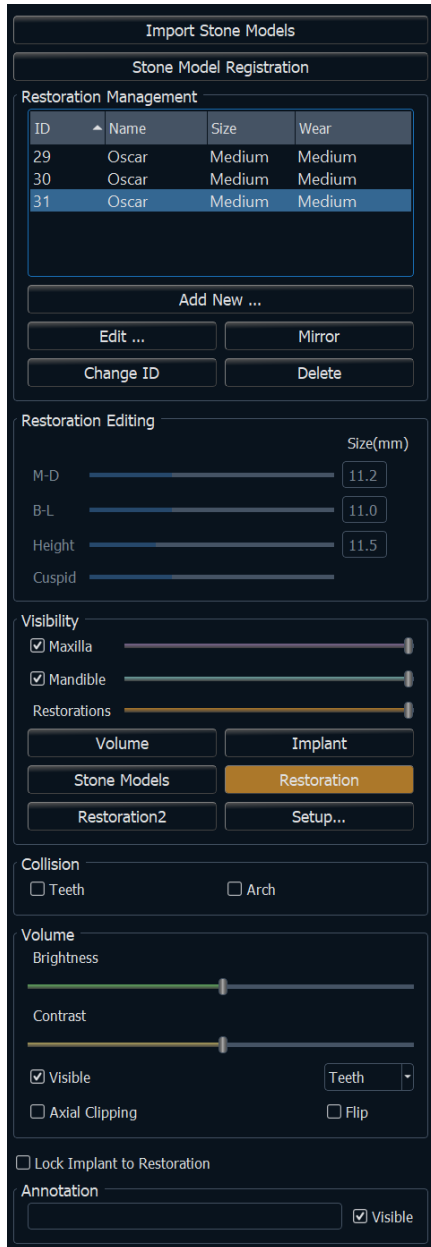 Import Stone Models
Stone Model Registration
Restoration Management
ID Name Size Wear
29 Oscar Medium Medium
30 Oscar Medium Medium
31 Oscar Medium Medium
Add New ...
Edit ... Mirror
Change ID Delete
Restoration Editing
Size(mm)
M-D 11.2
B-L 11.0
Height 11.5
Cuspid
Visibility
Maxilla
Mandible
Restorations
Volume Implant
Stone Models Restoration
Restoration2 Setup...
Collision
Teeth Arch
Volume
Brightness
Contrast
Visible Teeth
Axial Clipping Flip
Lock Implant to Restoration
Annotation
Visible